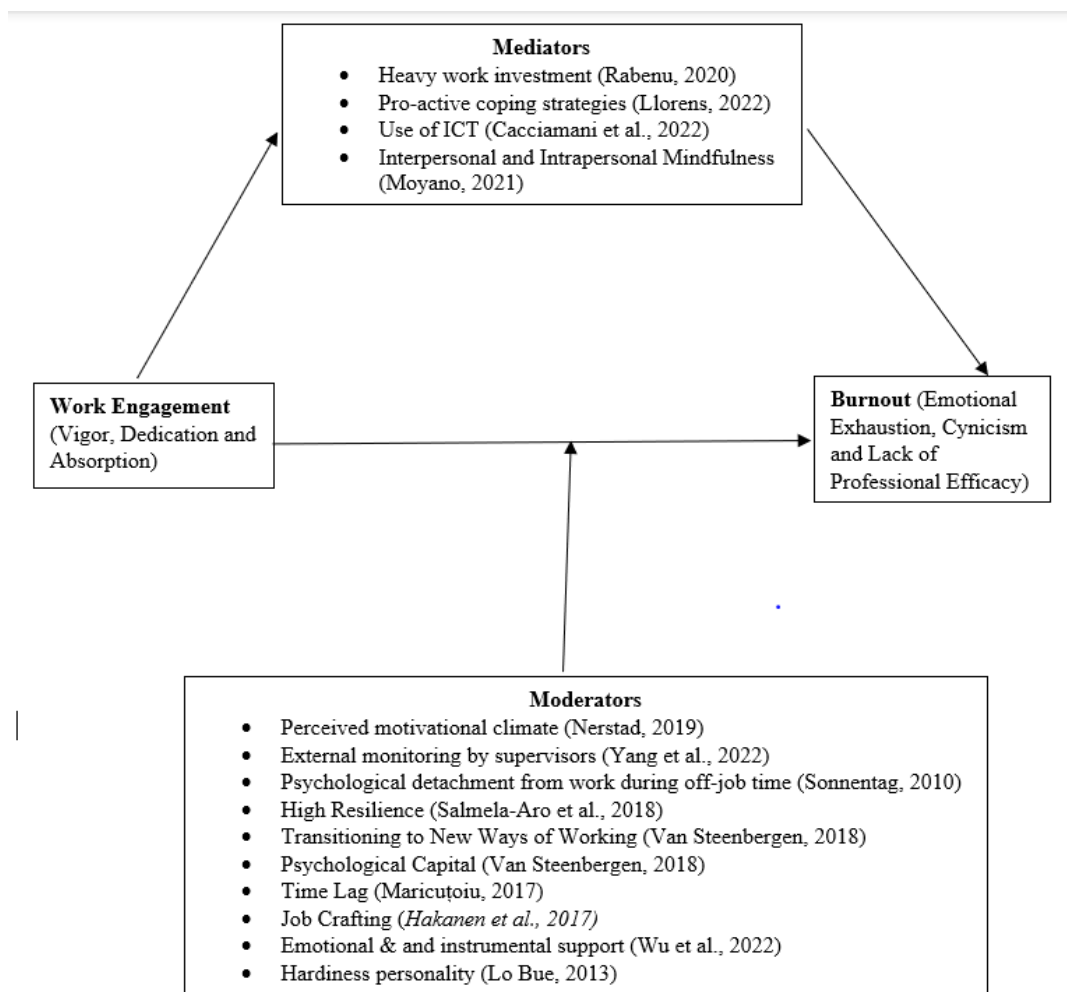 Mediators
• Heavy work investment (Rabenu, 2020)
• Pro-active coping strategies (Llorens, 2022)
• Use of ICT (Cacciamani et al., 2022)
• Interpersonal and Intrapersonal Mindfulness
(Moyano, 2021)
Work Engagement
(Vigor, Dedication and
Absorption)
Burnout (Emotional
Exhaustion, Cynicism
and Lack of
Professional Efficacy)
Moderators
• Perceived motivational climate (Nerstad, 2019)
• External monitoring by supervisors (Yang et al., 2022)
• Psychological detachment from work during off-job time (Sonnentag, 2010)
• High Resilience (Salmela-Aro et al., 2018)
• Transitioning to New Ways of Working (Van Steenbergen, 2018)
• Psychological Capital (Van Steenbergen, 2018)
• Time Lag (Maricuțoiu, 2017)
• Job Crafting (Hakanen et al., 2017)
• Emotional & and instrumental support (Wu et al., 2022)
• Hardiness personality (Lo Bue, 2013)